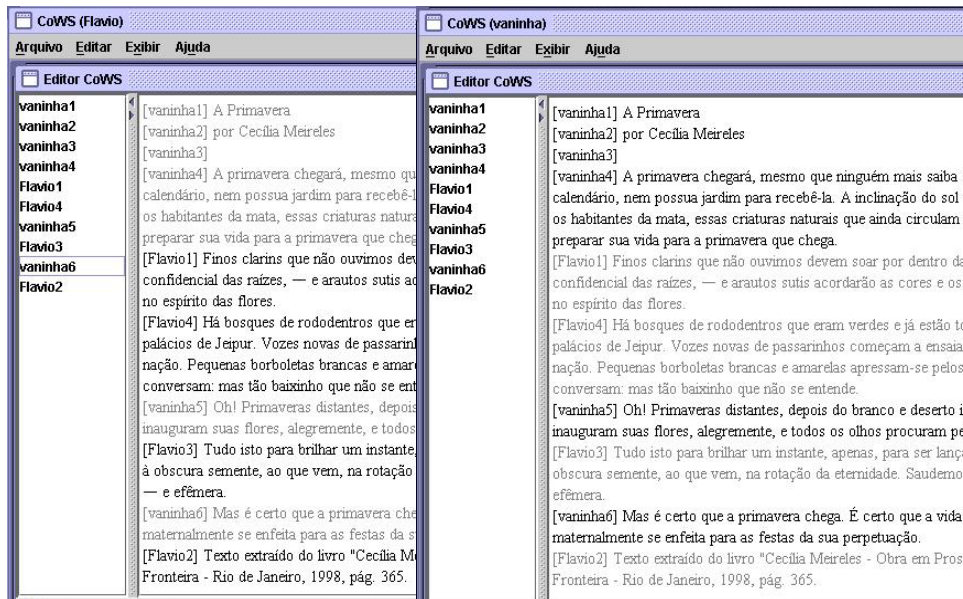 CoWS (Flavio)
Arquivo Editar Exibir Ajuda
Editor CoWS
vaninha1
vaninha2
vaninha3
vaninha4
Flavio1
Flavio4
vaninha5
Flavio3
vaninha6
Flavio2
[vaninha1] A Primavera
[vaninha2] por Cecília Meireles
[vaninha3]
[vaninha4] A primavera chegará, mesmo qu
calendário, nem possua jardim para recebê-l
os habitantes da mata, essas criaturas natura
preparar sua vida para a primavera que cheg
[Flavio1] Finos clarins que não ouvimos dev
confidencial das raízes, — e arautos sutis ac
no espírito das flores.
[Flavio4] Há bosques de rododentros que er
palácios de Jeipur. Vozes novas de passarinh
nação. Pequenas borboletas brancas e amare
conversam: mas tão baixinho que não se ent
[vaninha5] Oh! Primaveras distantes, depois
inauguram suas flores, alegremente, e todos
[Flavio3] Tudo isto para brilhar um instante,
à obscura semente, ao que vem, na rotação
— e efêmera.
[vaninha6] Mas é certo que a primavera che
maternalmente se enfeita para as festas da s
[Flavio2] Texto extraído do livro "Cecília Me
Fronteira - Rio de Janeiro, 1998, pág. 365.
CoWS (vaninha)
Arquivo Editar Exibir Ajuda
Editor CoWS
vaninha1
vaninha2
vaninha3
vaninha4
Flavio1
Flavio4
vaninha5
Flavio3
vaninha6
Flavio2
[vaninha1] A Primavera
[vaninha2] por Cecília Meireles
[vaninha3]
[vaninha4] A primavera chegará, mesmo que ninguém mais saiba
calendário, nem possua jardim para recebê-la. A inclinação do sol
os habitantes da mata, essas criaturas naturais que ainda circulam
preparar sua vida para a primavera que chega.
[Flavio1] Finos clarins que não ouvimos devem soar por dentro da
confidencial das raízes, — e arautos sutis acordarão as cores e os
no espírito das flores.
[Flavio4] Há bosques de rododentros que eram verdes e já estão to
palácios de Jeipur. Vozes novas de passarinhos começam a ensaia
nação. Pequenas borboletas brancas e amarelas apressam-se pelos
conversam: mas tão baixinho que não se entende.
[vaninha5] Oh! Primaveras distantes, depois do branco e deserto i
inauguram suas flores, alegremente, e todos os olhos procuram pe
[Flavio3] Tudo isto para brilhar um instante, apenas, para ser lança
obscura semente, ao que vem, na rotação da eternidade. Saudemo
efêmera.
[vaninha6] Mas é certo que a primavera chega. É certo que a vida
maternalmente se enfeita para as festas da sua perpetuação.
[Flavio2] Texto extraído do livro "Cecília Meireles - Obra em Pros
Fronteira - Rio de Janeiro, 1998, pág. 365.